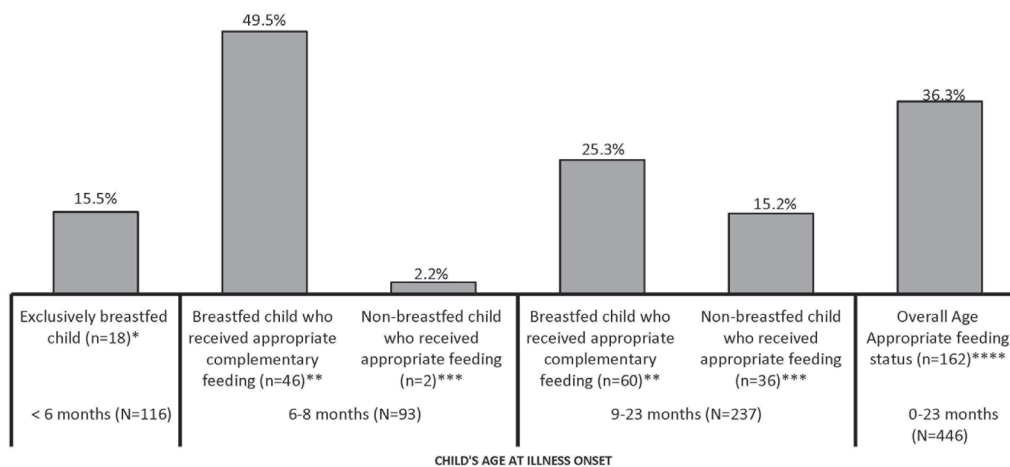 49.5%
36.3%
25.3%
15.5%
15.2%
2.2%
Exclusively breastfed
child (n=18)*
Breastfed child who
received appropriate
complementary
feeding (n=46)**
Non-breastfed child
who received
appropriate feeding
(n=2)***
Breastfed child who
received appropriate
complementary
feeding (n=60)**
Non-breastfed child
who received
appropriate feeding
(n=36)***
Overall Age
Appropriate feeding
status (n=162)****
< 6 months (N=116)
6-8 months (N=93)
9-23 months (N=237)
0-23 months
(N=446)
CHILD'S AGE AT ILLNESS ONSET